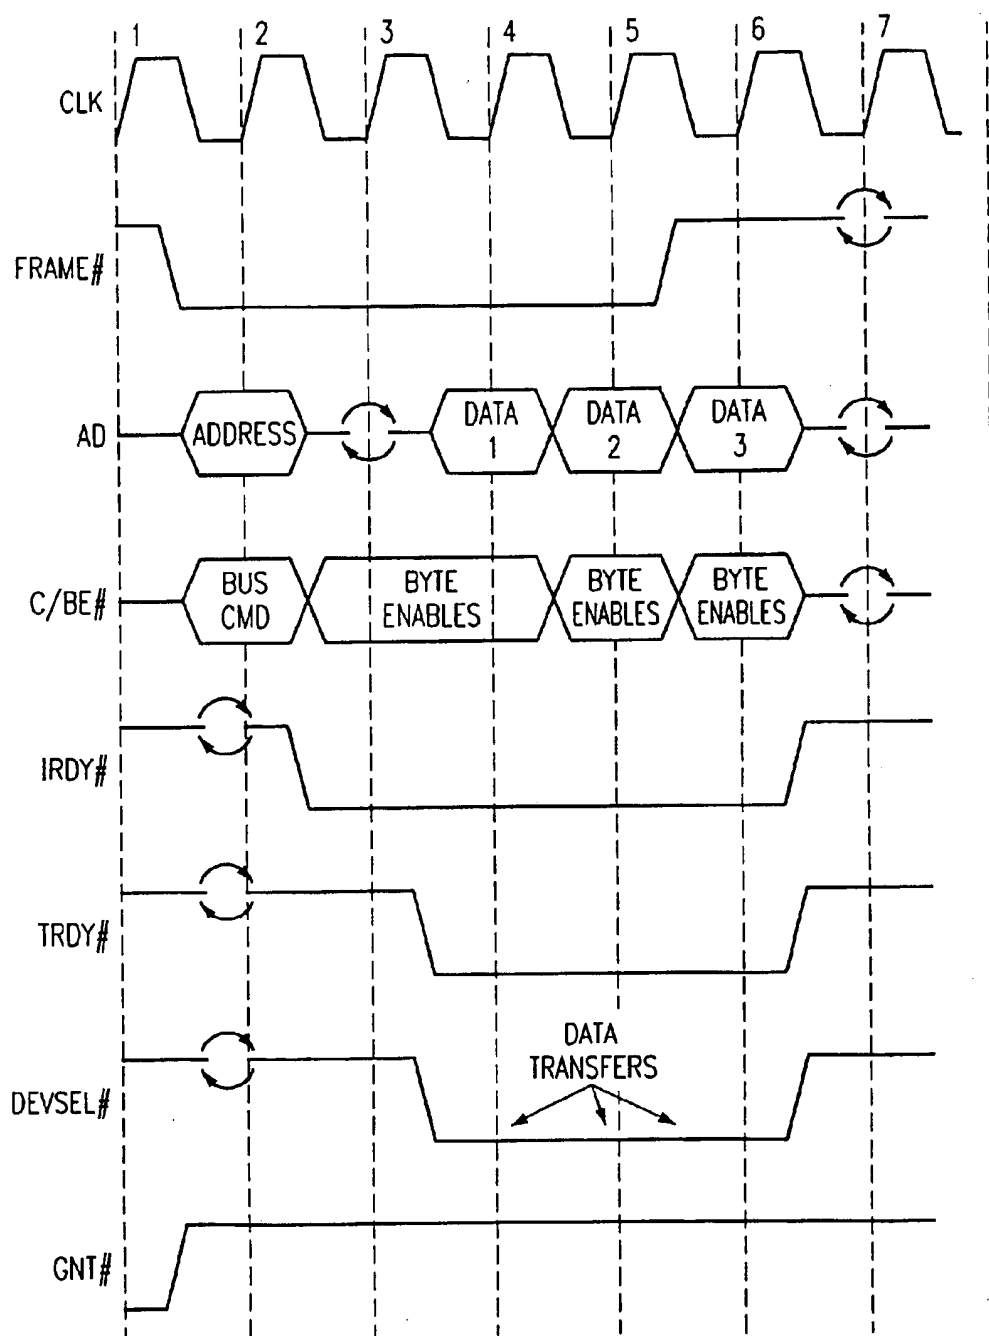 1 2 3 4 5 6 7
CLK
FRAME#
AD
ADDRESS
DATA
1
DATA
2
DATA
3
C/BE#
BUS
CMD
BYTE
ENABLES
BYTE
ENABLES
BYTE
ENABLES
IRDY#
TRDY#
DATA
TRANSFERS
DEVSEL#
GNT#